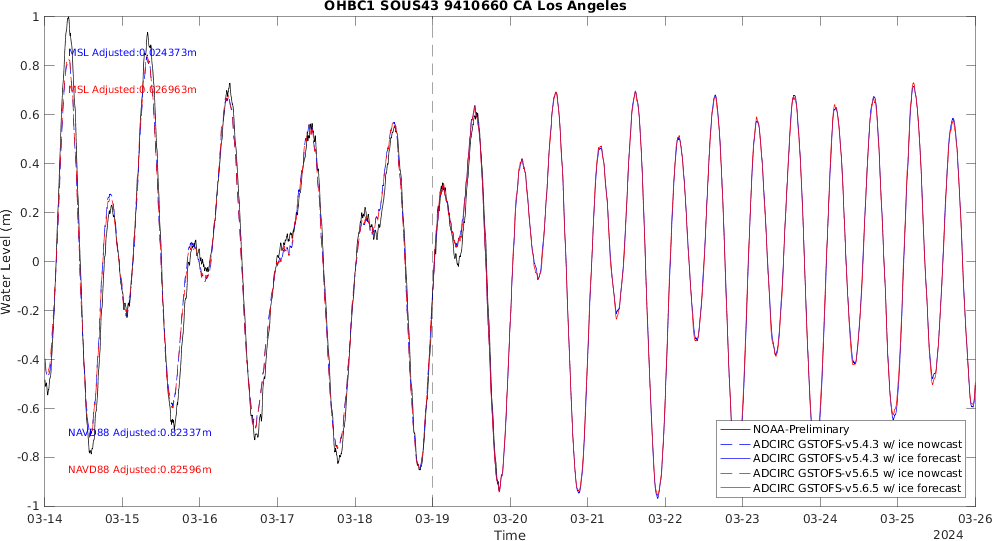 OHBC1 SOUS43 9410660 CA Los Angeles
1
0.8
0.6
0.4
0.2
0
-0.2
-0.4
-0.6
-0.8
-1
Water Level (m)
MSL Adjusted:0.024373m
MSL Adjusted:0.026963m
NAVD88 Adjusted:0.82337m
NAVD88 Adjusted:0.82596m
NOAA-Preliminary
ADCIRC GSTOFS-v5.4.3 w/ ice nowcast
ADCIRC GSTOFS-v5.4.3 w/ ice forecast
ADCIRC GSTOFS-v5.6.5 w/ ice nowcast
ADCIRC GSTOFS-v5.6.5 w/ ice forecast
03-14 03-15 03-16 03-17 03-18 03-19 03-20 03-21 03-22 03-23 03-24 03-25 03-26
Time
2024